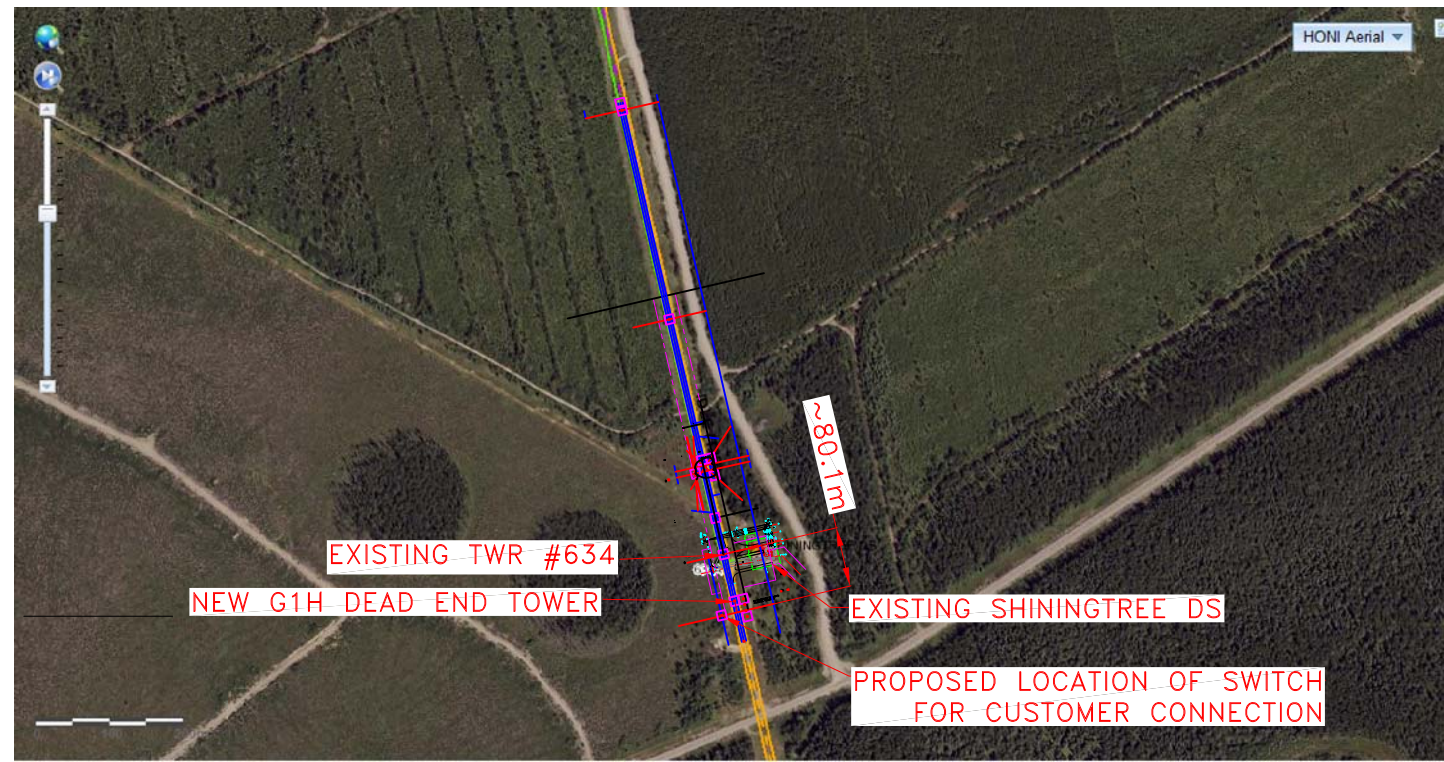 HONI Aerial
~80.1m
EXISTING TWR #634
NEW G1H DEAD END TOWER
EXISTING SHININGTREE DS
PROPOSED LOCATION OF SWITCH
FOR CUSTOMER CONNECTION